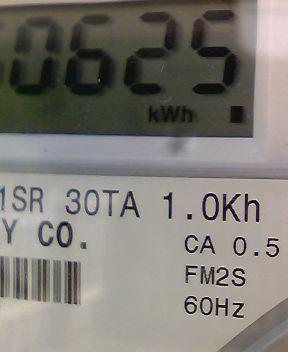 0625
kWh
1SR 30TA 1.0Kh
Y CO.
CA 0.5
FM2S
60Hz